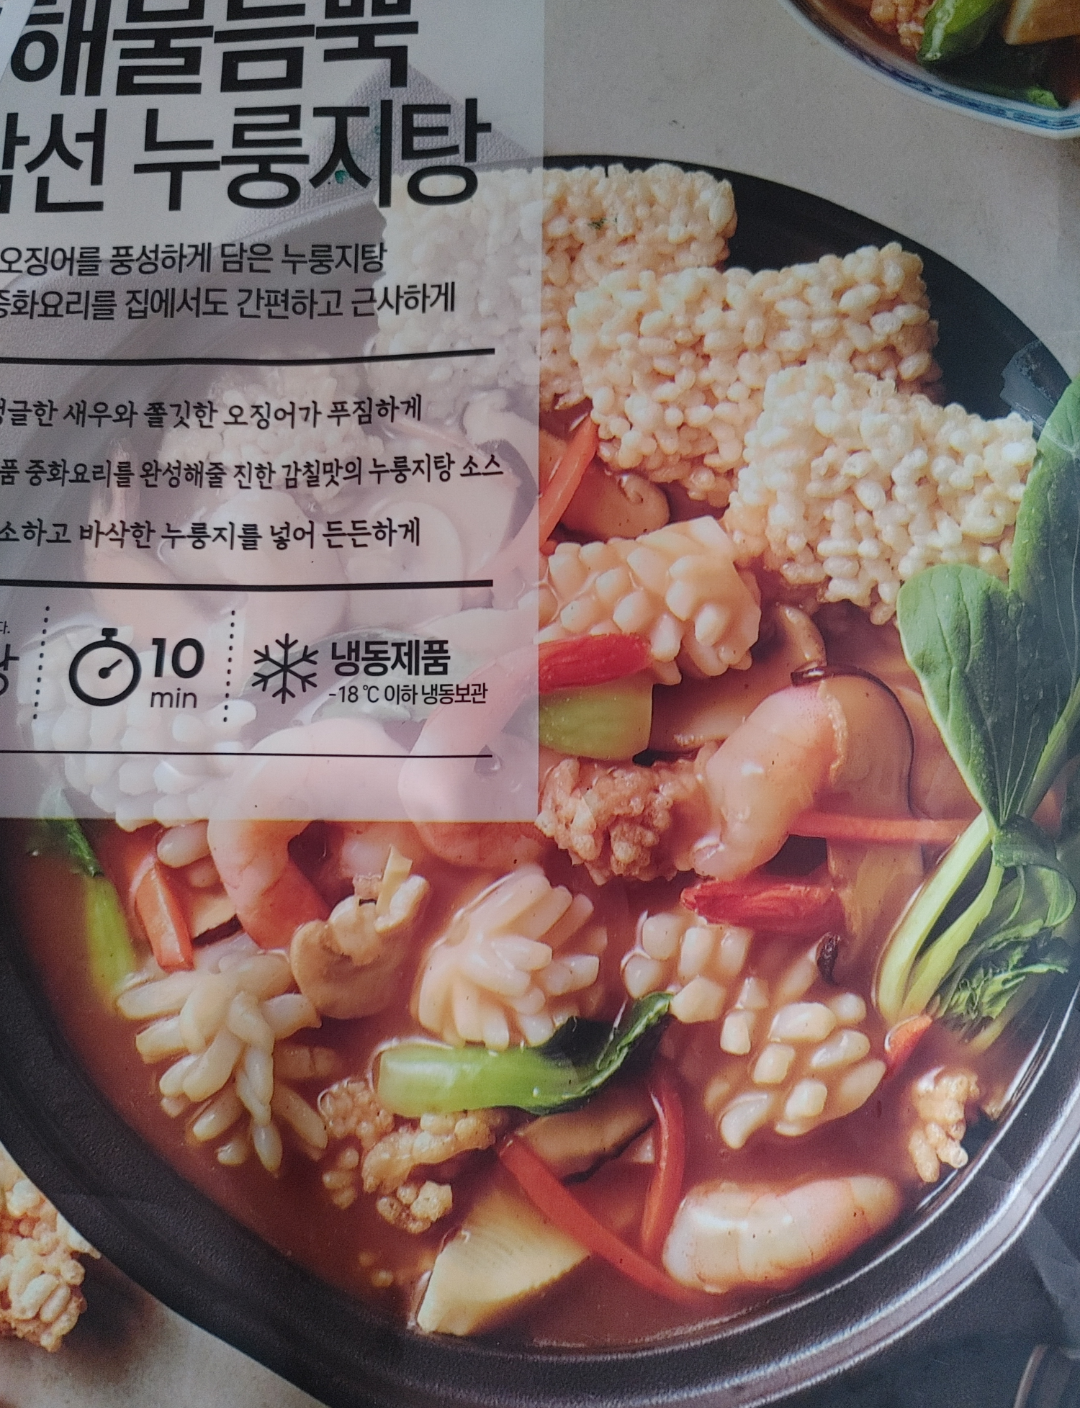 해물듬뿍
삼선 누룽지탕
오징어를 풍성하게 담은 누룽지탕
중화요리를 집에서도 간편하고 근사하게
탱글한 새우와 쫄깃한 오징어가 푸짐하게
품 중화요리를 완성해줄 진한 감칠맛의 누룽지탕 소스
소하고 바삭한 누룽지를 넣어 든든하게
다.
10
min
냉동제품
-18℃ 이하 냉동보관